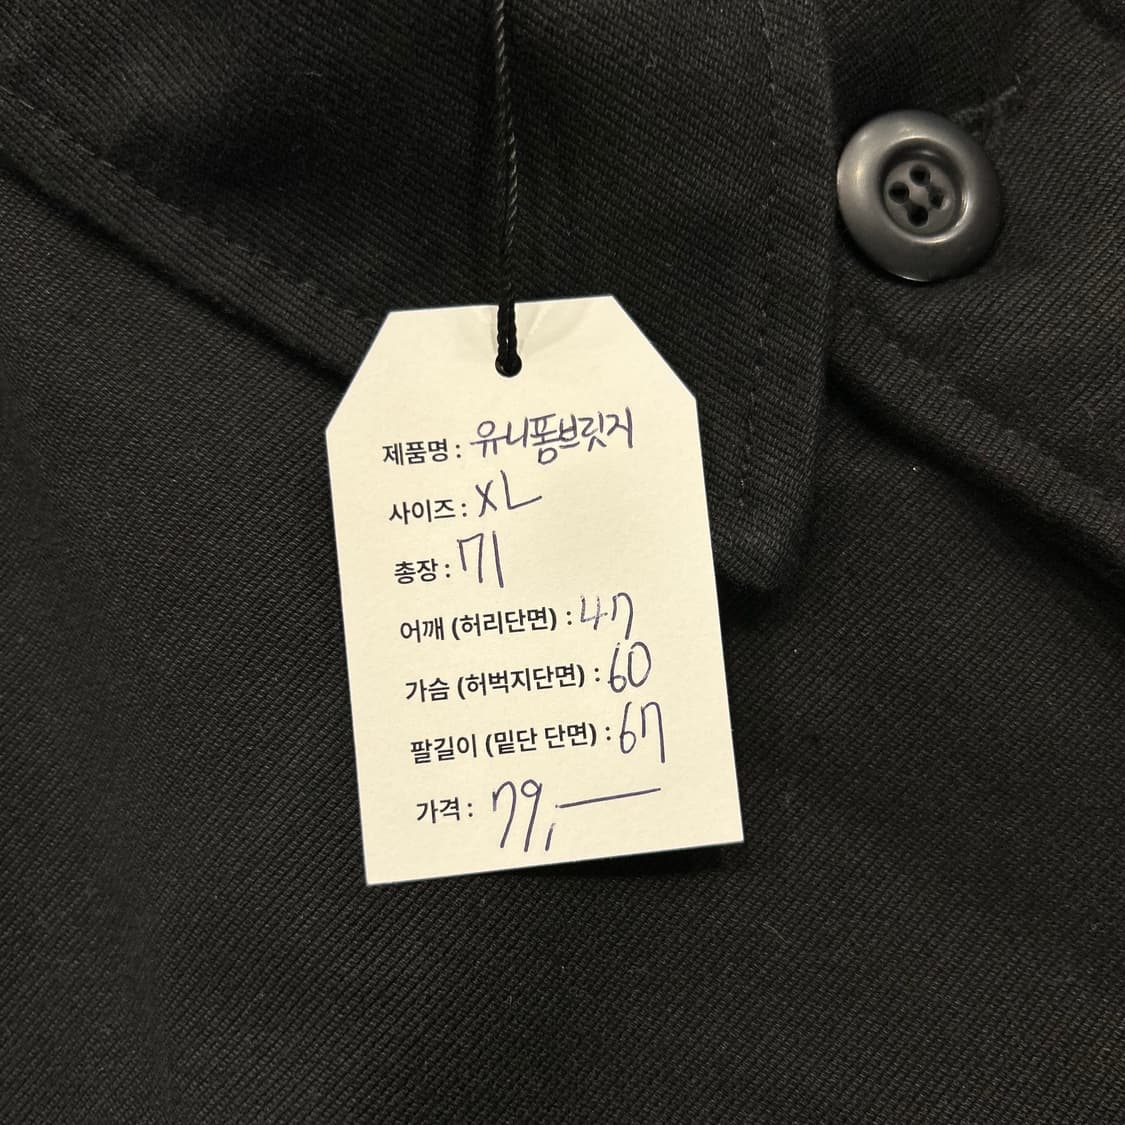 제품명 : 유니폼브릿지
사이즈 : XL
총장 : 71
어깨 (허리단면) : 47
가슴 (허벅지단면) : 60
팔길이 (밑단 단면) : 67
가격 : 79,—